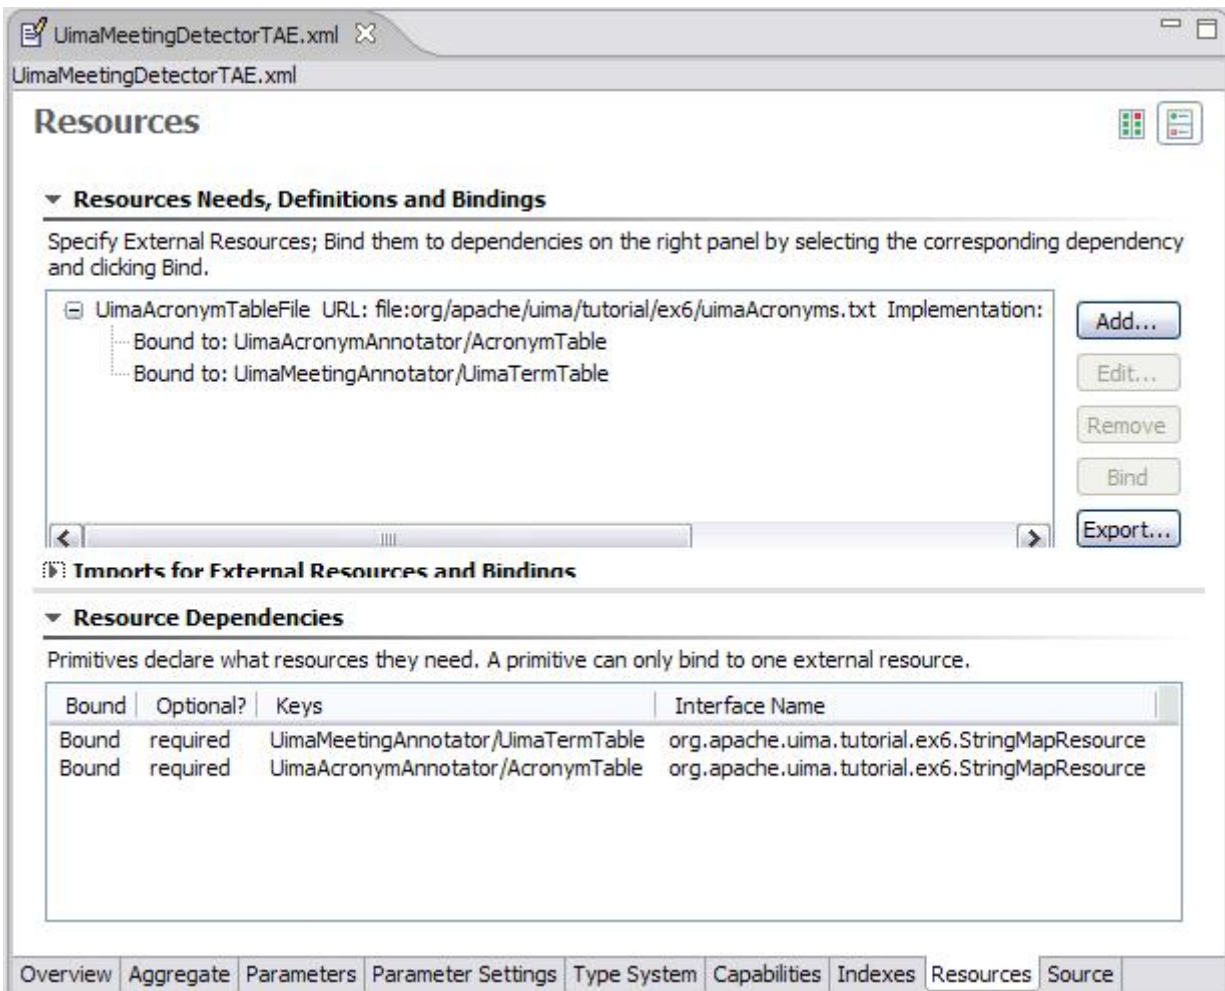 UimaMeetingDetectorTAE.xml
UimaMeetingDetectorTAE.xml
Resources
Resources Needs, Definitions and Bindings
Specify External Resources; Bind them to dependencies on the right panel by selecting the corresponding dependency
and clicking Bind.
UimaAcronymTableFile URL: file:org/apache/uima/tutorial/ex6/uimaAcronyms.txt Implementation:
Bound to: UimaAcronymAnnotator/AcronymTable
Bound to: UimaMeetingAnnotator/UimaTermTable
Add...
Edit...
Remove
Bind
Export...
Imports for External Resources and Bindings
Resource Dependencies
Primitives declare what resources they need. A primitive can only bind to one external resource.
Bound Optional? Keys Interface Name
Bound required UimaMeetingAnnotator/UimaTermTable org.apache.uima.tutorial.ex6.StringMapResource
Bound required UimaAcronymAnnotator/AcronymTable org.apache.uima.tutorial.ex6.StringMapResource
Overview Aggregate Parameters Parameter Settings Type System Capabilities Indexes Resources Source